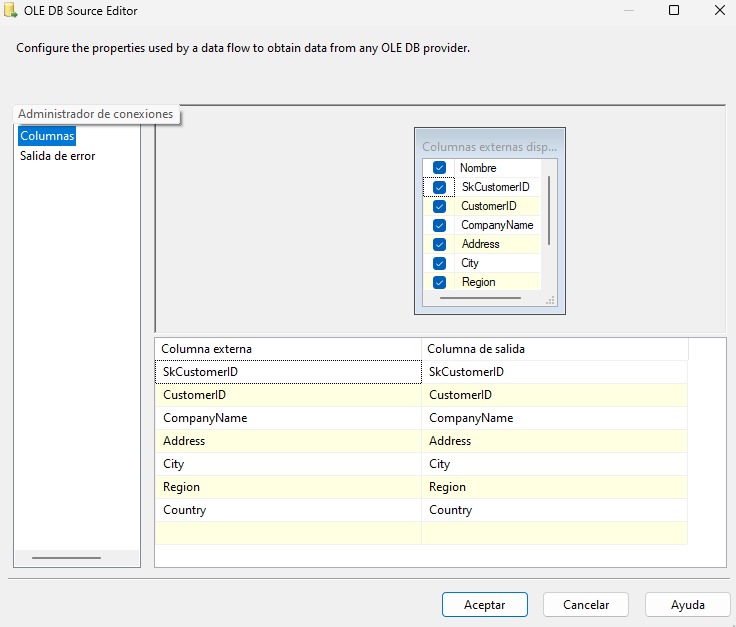 OLE DB Source Editor
Configure the properties used by a data flow to obtain data from any OLE DB provider.
Administrador de conexiones
Columnas
Salida de error
Columnas externas disp...
Nombre
SkCustomerID
CustomerID
CompanyName
Address
City
Region
Columna externa Columna de salida
SkCustomerID SkCustomerID
CustomerID CustomerID
CompanyName CompanyName
Address Address
City City
Region Region
Country Country
Aceptar Cancelar Ayuda